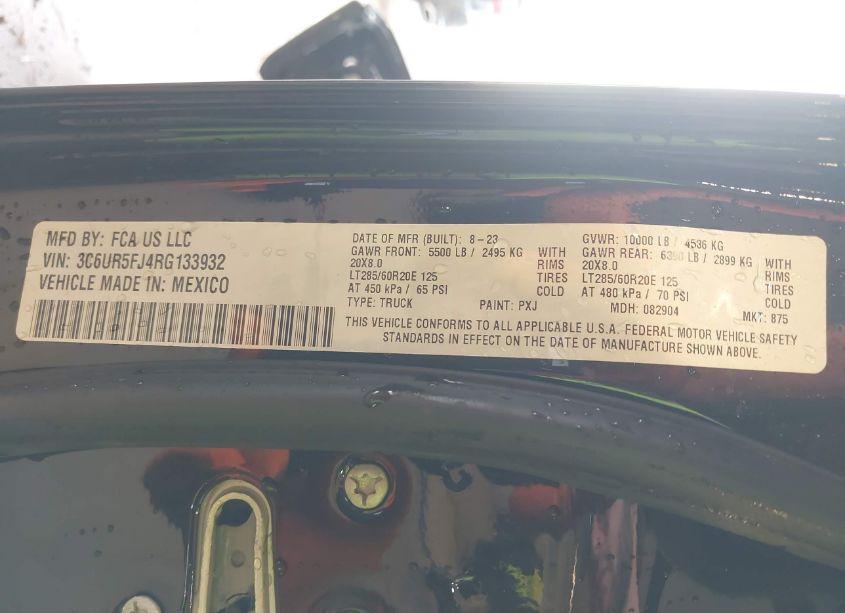 MFD BY: FCA US LLC
VIN: 3C6UR5FJ4RG133932
VEHICLE MADE IN: MEXICO
DATE OF MFR (BUILT): 8-23
GAWR FRONT: 5500 LB / 2495 KG WITH
20X8.0 RIMS
LT285/60R20E 125 TIRES
AT 450 kPa / 65 PSI COLD
TYPE: TRUCK PAINT: PXJ
GVWR: 10000 LB / 4536 KG
GAWR REAR: LB / 2899 KG WITH
20X8.0 RIMS
LT285/60R20E 125 TIRES
AT 480 kPa / 70 PSI COLD
MDH: 082904 MKT: 875
THIS VEHICLE CONFORMS TO ALL APPLICABLE U.S.A. FEDERAL MOTOR VEHICLE SAFETY
STANDARDS IN EFFECT ON THE DATE OF MANUFACTURE SHOWN ABOVE.